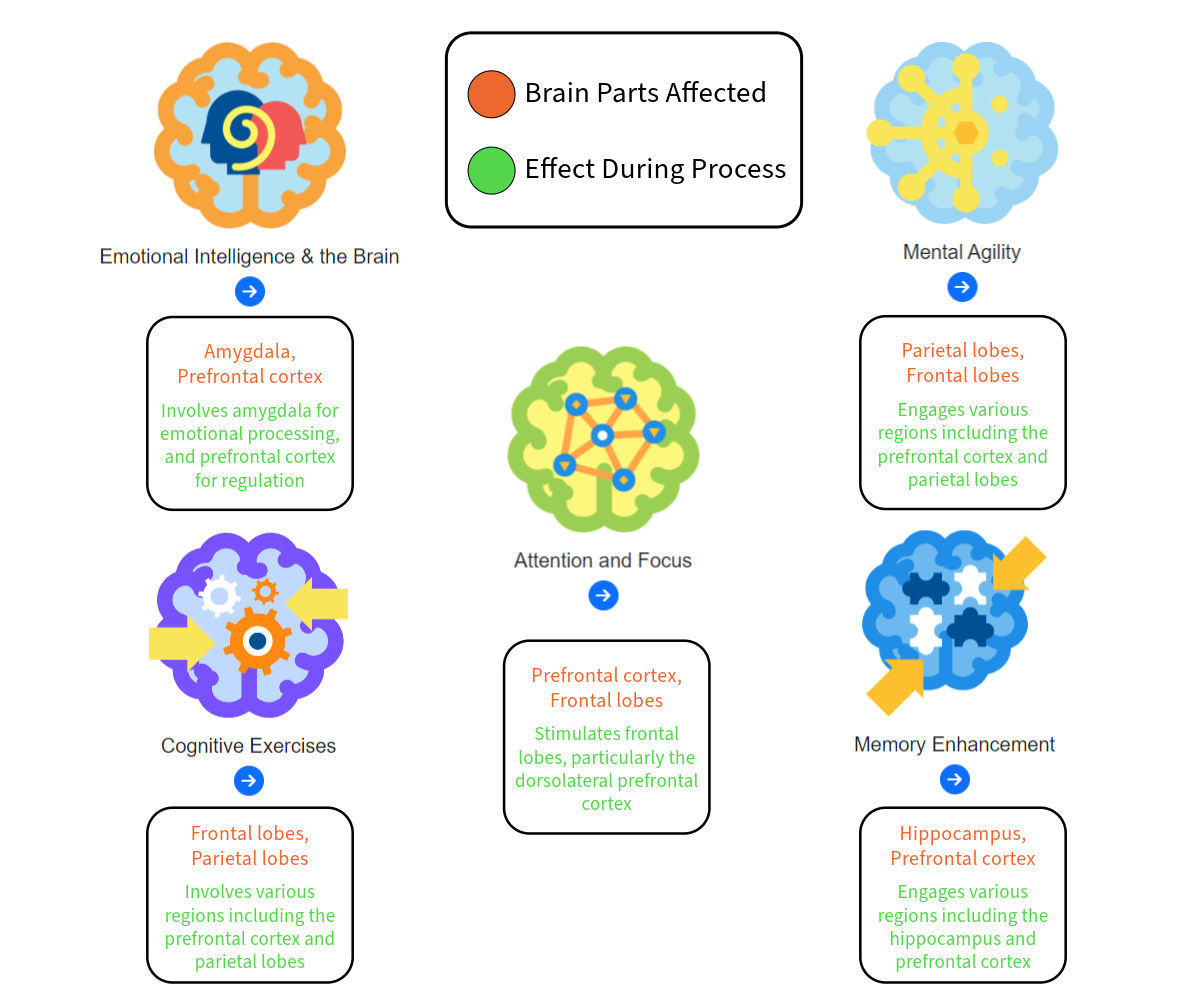 Brain Parts Affected
Effect During Process
Emotional Intelligence & the Brain
Amygdala,
Prefrontal cortex
Involves amygdala for
emotional processing,
and prefrontal cortex
for regulation
Mental Agility
Parietal lobes,
Frontal lobes
Engages various
regions including the
prefrontal cortex and
parietal lobes
Attention and Focus
Prefrontal cortex,
Frontal lobes
Stimulates frontal
lobes, particularly the
dorsolateral prefrontal
cortex
Cognitive Exercises
Frontal lobes,
Parietal lobes
Involves various
regions including the
prefrontal cortex and
parietal lobes
Memory Enhancement
Hippocampus,
Prefrontal cortex
Engages various
regions including the
hippocampus and
prefrontal cortex